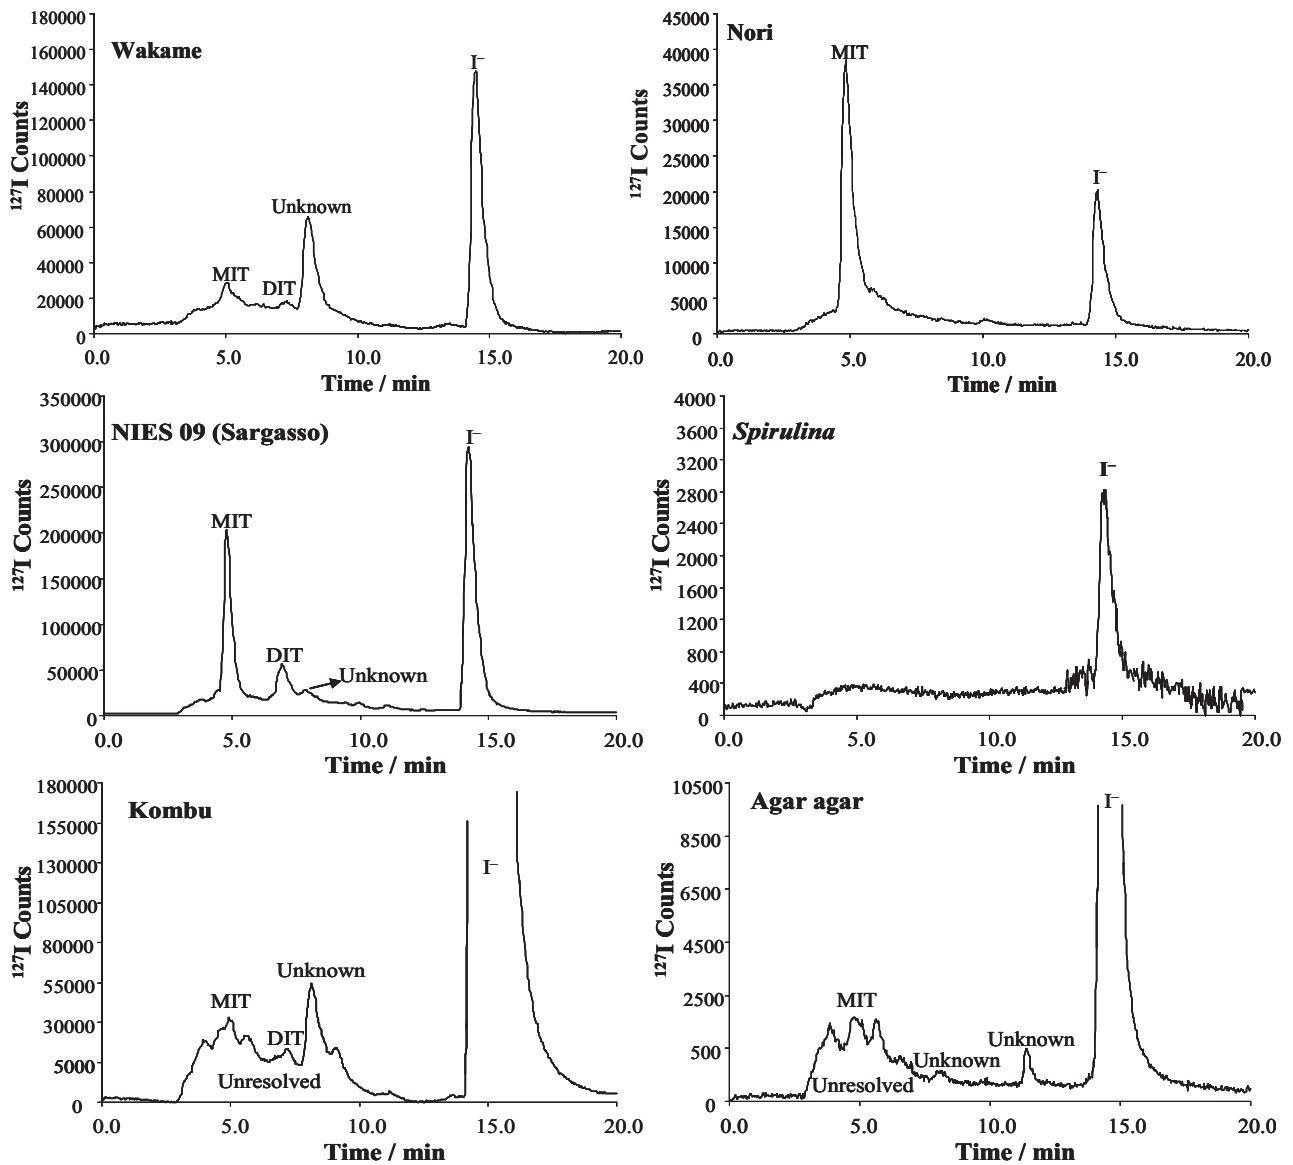 Wakame
¹²⁷I Counts
180000
160000
140000
120000
100000
80000
60000
40000
20000
0
I⁻
Unknown
MIT
DIT
0.0 5.0 10.0 15.0 20.0
Time / min
Nori
¹²⁷I Counts
45000
40000
35000
30000
25000
20000
15000
10000
5000
0
MIT
I⁻
0.0 5.0 10.0 15.0 20.0
Time / min
NIES 09 (Sargasso)
¹²⁷I Counts
350000
300000
250000
200000
150000
100000
50000
0
I⁻
MIT
DIT
Unknown
0.0 5.0 10.0 15.0 20.0
Time / min
Spirulina
¹²⁷I Counts
4000
3600
3200
2800
2400
2000
1600
1200
800
400
0
I⁻
0.0 5.0 10.0 15.0 20.0
Time / min
Kombu
¹²⁷I Counts
180000
155000
130000
105000
80000
55000
30000
5000
0
I⁻
Unknown
MIT
DIT
Unresolved
0.0 5.0 10.0 15.0 20.0
Time / min
Agar agar
¹²⁷I Counts
10500
8500
6500
4500
2500
500
0
I⁻
MIT
Unknown
Unknown
Unresolved
0.0 5.0 10.0 15.0 20.0
Time / min